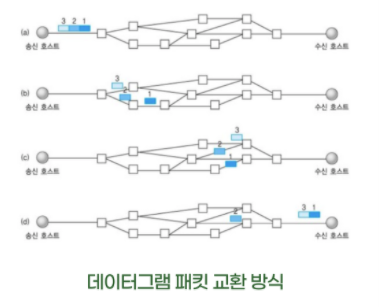 3 2 1
(a)
송신 호스트 수신 호스트
3
2 1
(b)
송신 호스트 수신 호스트
3
2
1
(c)
송신 호스트 수신 호스트
2 3 1
(d)
송신 호스트 수신 호스트
데이터그램 패킷 교환 방식